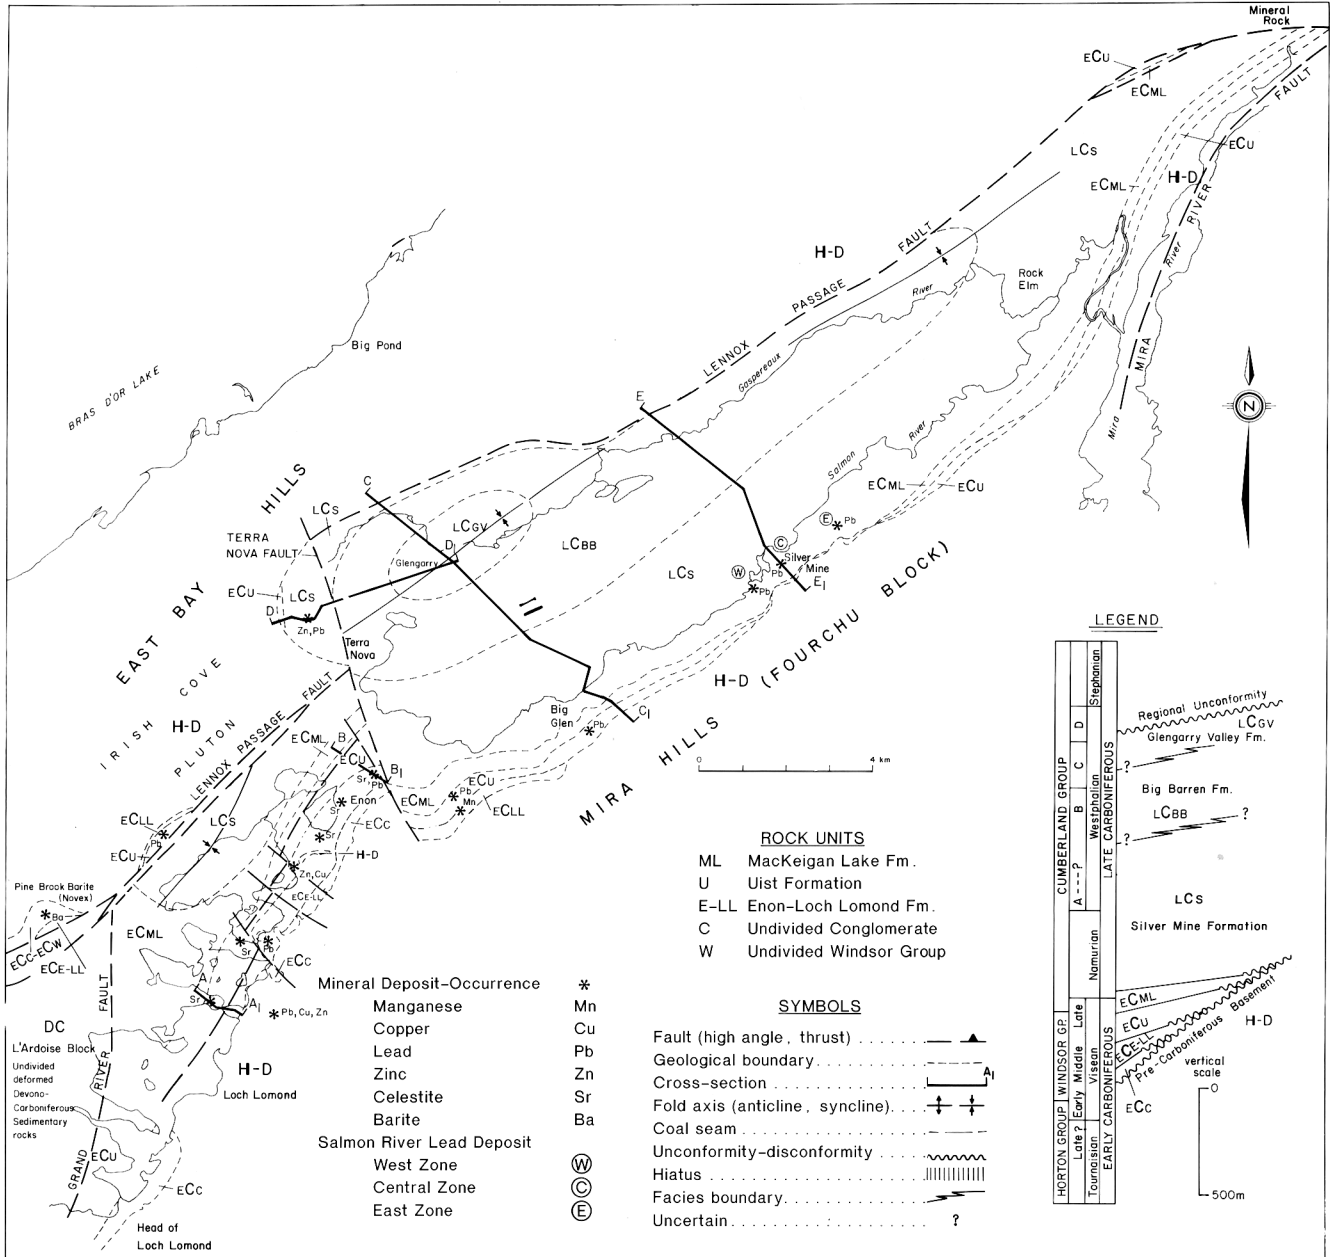 Mineral
Rock
ECU
ECML
FAULT
ECU
LCS
ECML
H-D
RIVER
River
MIRA
Mira
H-D
FAULT
PASSAGE
LENNOX
Rock
Elm
River
Gaspereaux
Big Pond
BRAS D'OR LAKE
N
E
River
Salmon
ECML
ECU
E
Pb
C
Silver
Mine
Pb
W
Pb
E1
HILLS
C
LCS
TERRA
NOVA FAULT
LCGV
D
Glengarry
LCBB
LCS
ECU
LCS
D
Zn, Pb
EAST BAY
Terra
Nova
H-D (FOURCHU BLOCK)
IRISH COVE
PLUTON
H-D
LENNOX PASSAGE FAULT
Big
Glen
C1
Pb
MIRA HILLS
0 4 km
ECML
B
ECU
Sr, Pb
B1
Enon
Sr
ECML
ECU
Pb
Mn
ECLL
ECC
Sr
H-D
ECLL
Pb
LCS
ECU
Zn, Cu
ECE-LL
Pine Brook Barite
(Novex)
Ba
ECML
ECC-ECW
ECE-LL
Sr
Pb
ECC
A
Sr
A1
Pb, Cu, Zn
FAULT
RIVER
GRAND
DC
L'Ardoise Block
Undivided
deformed
Devono-
Carboniferous
Sedimentary
rocks
H-D
Loch Lomond
ECU
ECC
Head of
Loch Lomond
Mineral Deposit-Occurrence *
Manganese Mn
Copper Cu
Lead Pb
Zinc Zn
Celestite Sr
Barite Ba
Salmon River Lead Deposit
West Zone W
Central Zone C
East Zone E
ROCK UNITS
ML MacKeigan Lake Fm.
U Uist Formation
E-LL Enon-Loch Lomond Fm.
C Undivided Conglomerate
W Undivided Windsor Group
SYMBOLS
Fault (high angle, thrust)
Geological boundary
Cross-section A1
Fold axis (anticline, syncline)
Coal seam
Unconformity-disconformity
Hiatus
Facies boundary
Uncertain ?
LEGEND
HORTON GROUP
WINDSOR GP.
CUMBERLAND GROUP
Late?
Early
Middle
Late
A---?
B
C
D
Tournaisian
Visean
Namurian
Westphalian
Stephanian
EARLY CARBONIFEROUS
LATE CARBONIFEROUS
Regional Unconformity
LCGV
Glengarry Valley Fm.
?
Big Barren Fm.
LCBB
?
?
LCS
Silver Mine Formation
ECML
ECU
ECE-LL
Pre-Carboniferous Basement
H-D
ECC
vertical
scale
0
500m